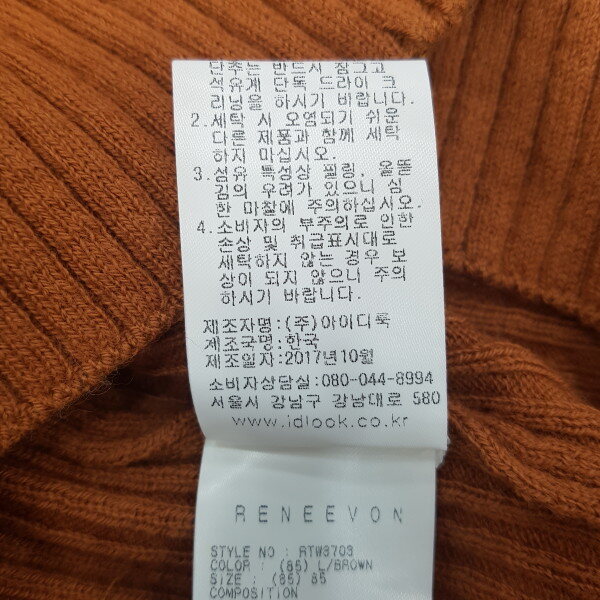 단추는 반드시 잠그고
석유계 단독 드라이 크
리닝을 하시기 바랍니다.
2.세탁 시 오염되기 쉬운
다른 제품과 함께 세탁
하지 마십시오.
3.섬유 특성상 필링, 올뜯
김의 우려가 있으니 심
한 마찰에 주의하십시오.
4.소비자의 부주의로 인한
손상 및 취급표시대로
세탁하지 않는 경우 보
상이 되지 않으니 주의
하시기 바랍니다.
제조자명:(주)아이디룩
제조국명:한국
제조일자:2017년10월
소비자상담실:080-044-8994
서울시 강남구 강남대로 580
www.idlook.co.kr
RENEEVON
STYLE NO : RTW3703
COLOR : (85) L/BROWN
SIZE : (85) 85
COMPOSITION